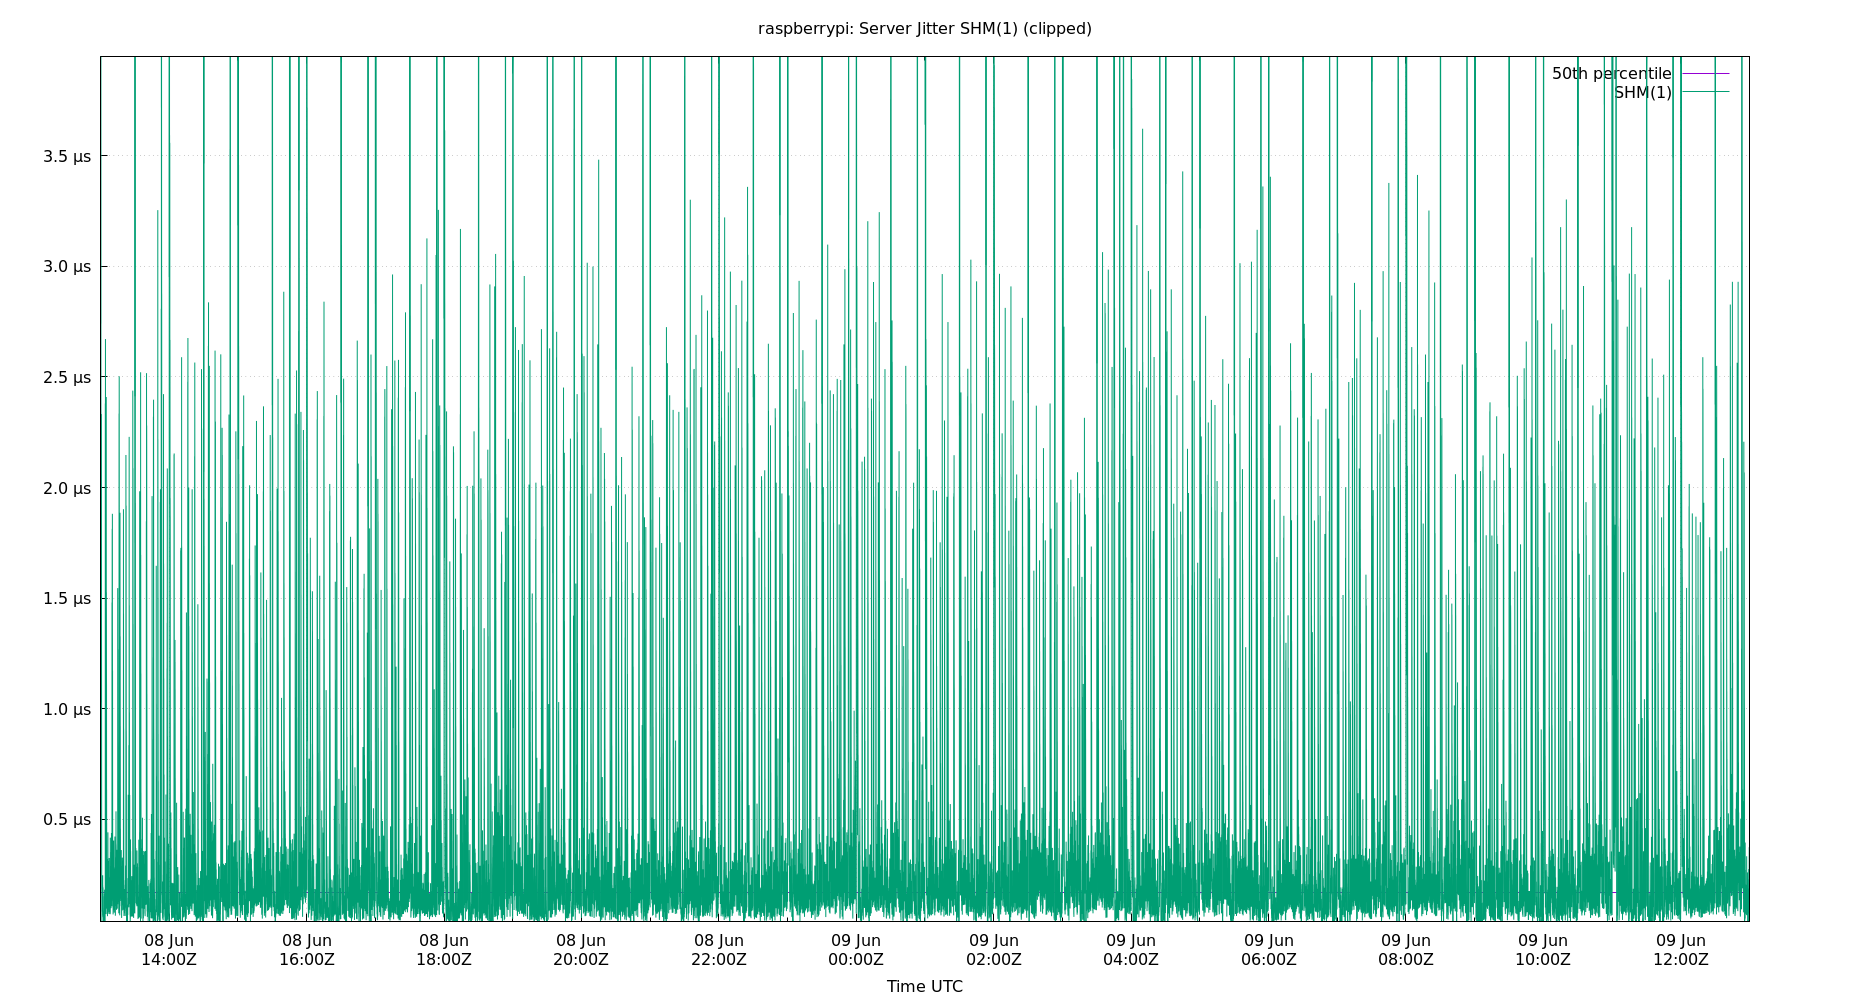 raspberrypi: Server Jitter SHM(1) (clipped)
50th percentile
SHM(1)
3.5 µs
3.0 µs
2.5 µs
2.0 µs
1.5 µs
1.0 µs
0.5 µs
08 Jun 08 Jun 08 Jun 08 Jun 08 Jun 09 Jun 09 Jun 09 Jun 09 Jun 09 Jun 09 Jun 09 Jun
14:00Z 16:00Z 18:00Z 20:00Z 22:00Z 00:00Z 02:00Z 04:00Z 06:00Z 08:00Z 10:00Z 12:00Z
Time UTC